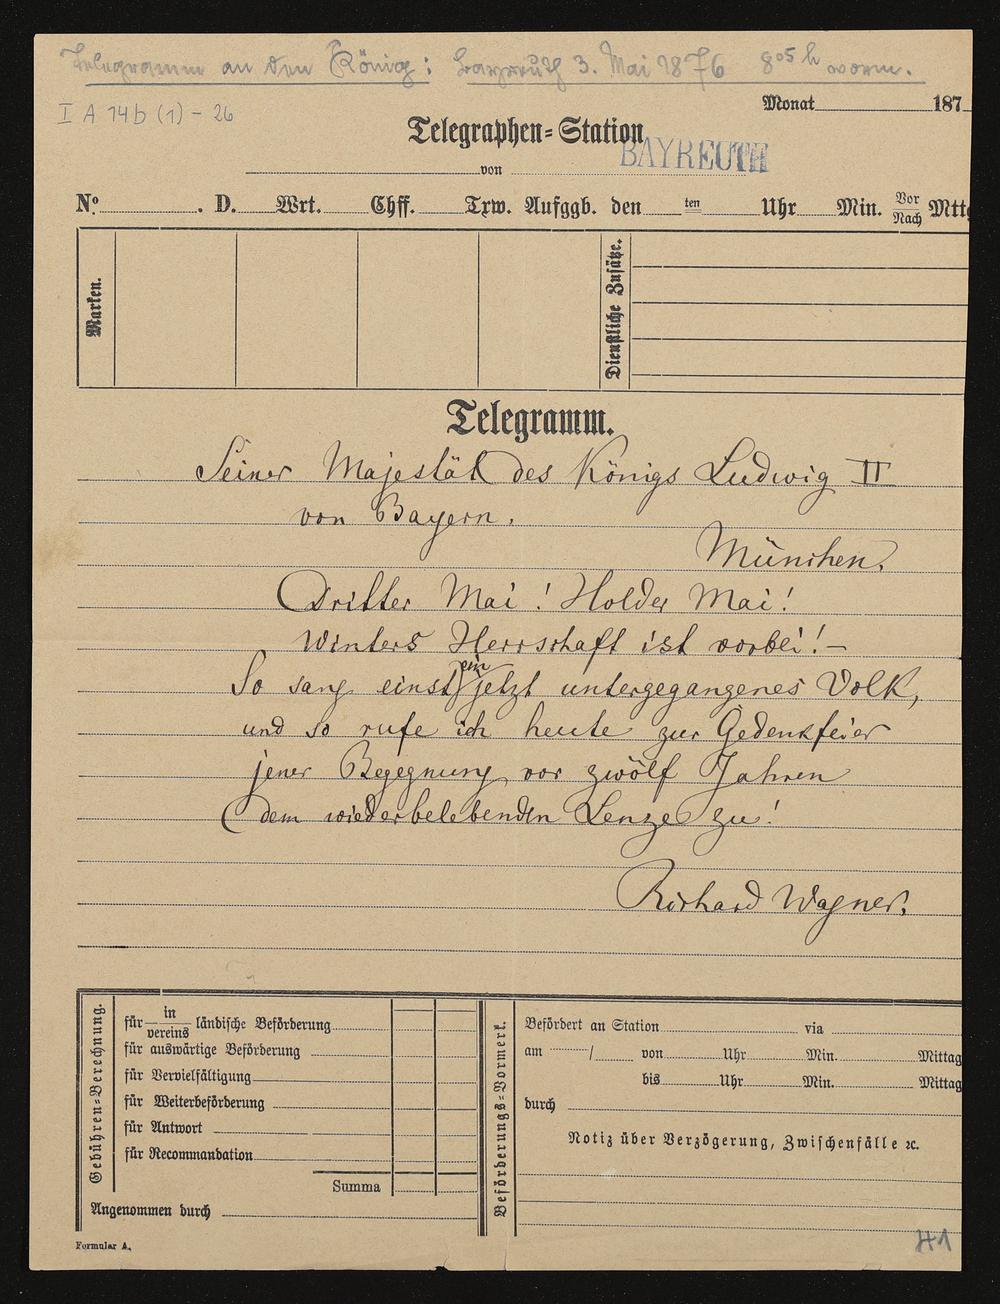 Telegramm an den König: Bayreuth 3. Mai 1876 8⁰⁵ h vorm.
I A 14b (1) - 26
Monat 187
Telegraphen-Station
von BAYREUTH
Nº . D. Wrt. Chff. Txw. Aufggb. den ten Uhr Min. Vor Nach Mttg
Marken.
Dienstliche Zusätze.
Telegramm.
Seiner Majestät des Königs Ludwig II
von Bayern.
München.
Dritter Mai! Holder Mai!
Winters Herrschaft ist vorbei! –
So sang einst ein jetzt untergegangenes Volk,
und so rufe ich heute zur Gedenkfeier
jener Begegnung vor zwölf Jahren
dem wiederbelebenden Lenze zu!
Richard Wagner.
Gebühren-Berechnung.
für in vereins ländische Beförderung
für auswärtige Beförderung
für Vervielfältigung
für Weiterbeförderung
für Antwort
für Recommandation
Summa
Angenommen durch
Formular A.
Beförderungs-Vormerk.
Befördert an Station via
am / von Uhr Min. Mittag
bis Uhr Min. Mittag
durch
Notiz über Verzögerung, Zwischenfälle ꝛc.
H1